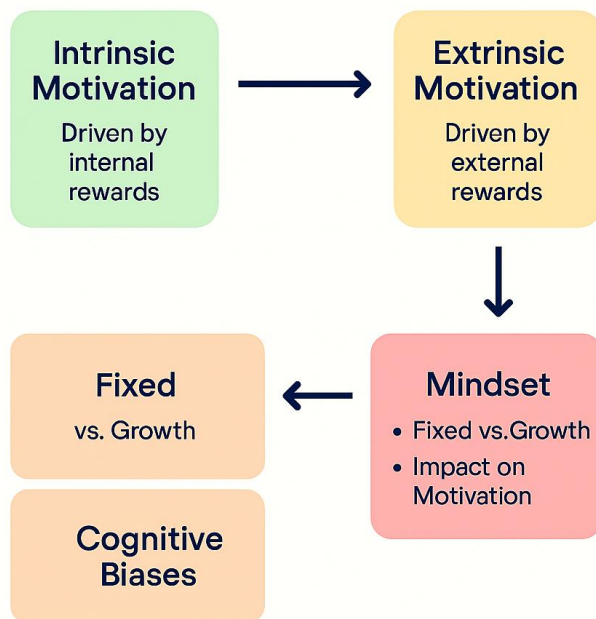 Intrinsic
Motivation
Driven by
internal
rewards
Extrinsic
Motivation
Driven by
external
rewards
Mindset
• Fixed vs.Growth
• Impact on
Motivation
Fixed
vs. Growth
Cognitive
Biases